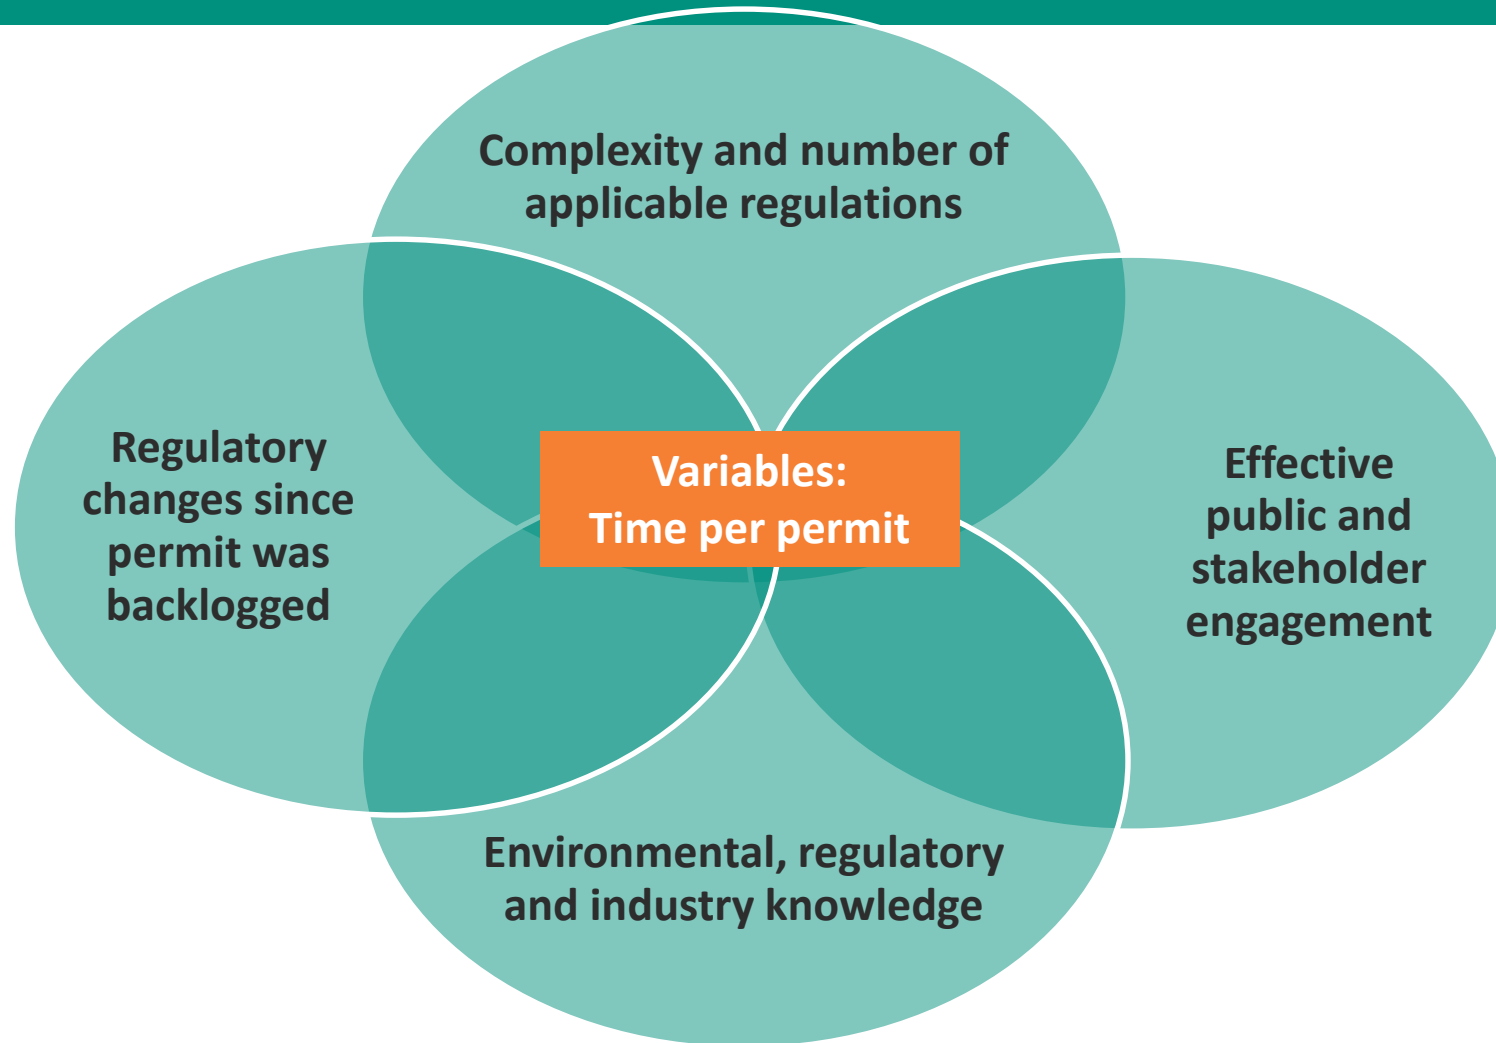 Complexity and number of
applicable regulations
Regulatory
changes since
permit was
backlogged
Variables:
Time per permit
Effective
public and
stakeholder
engagement
Environmental, regulatory
and industry knowledge